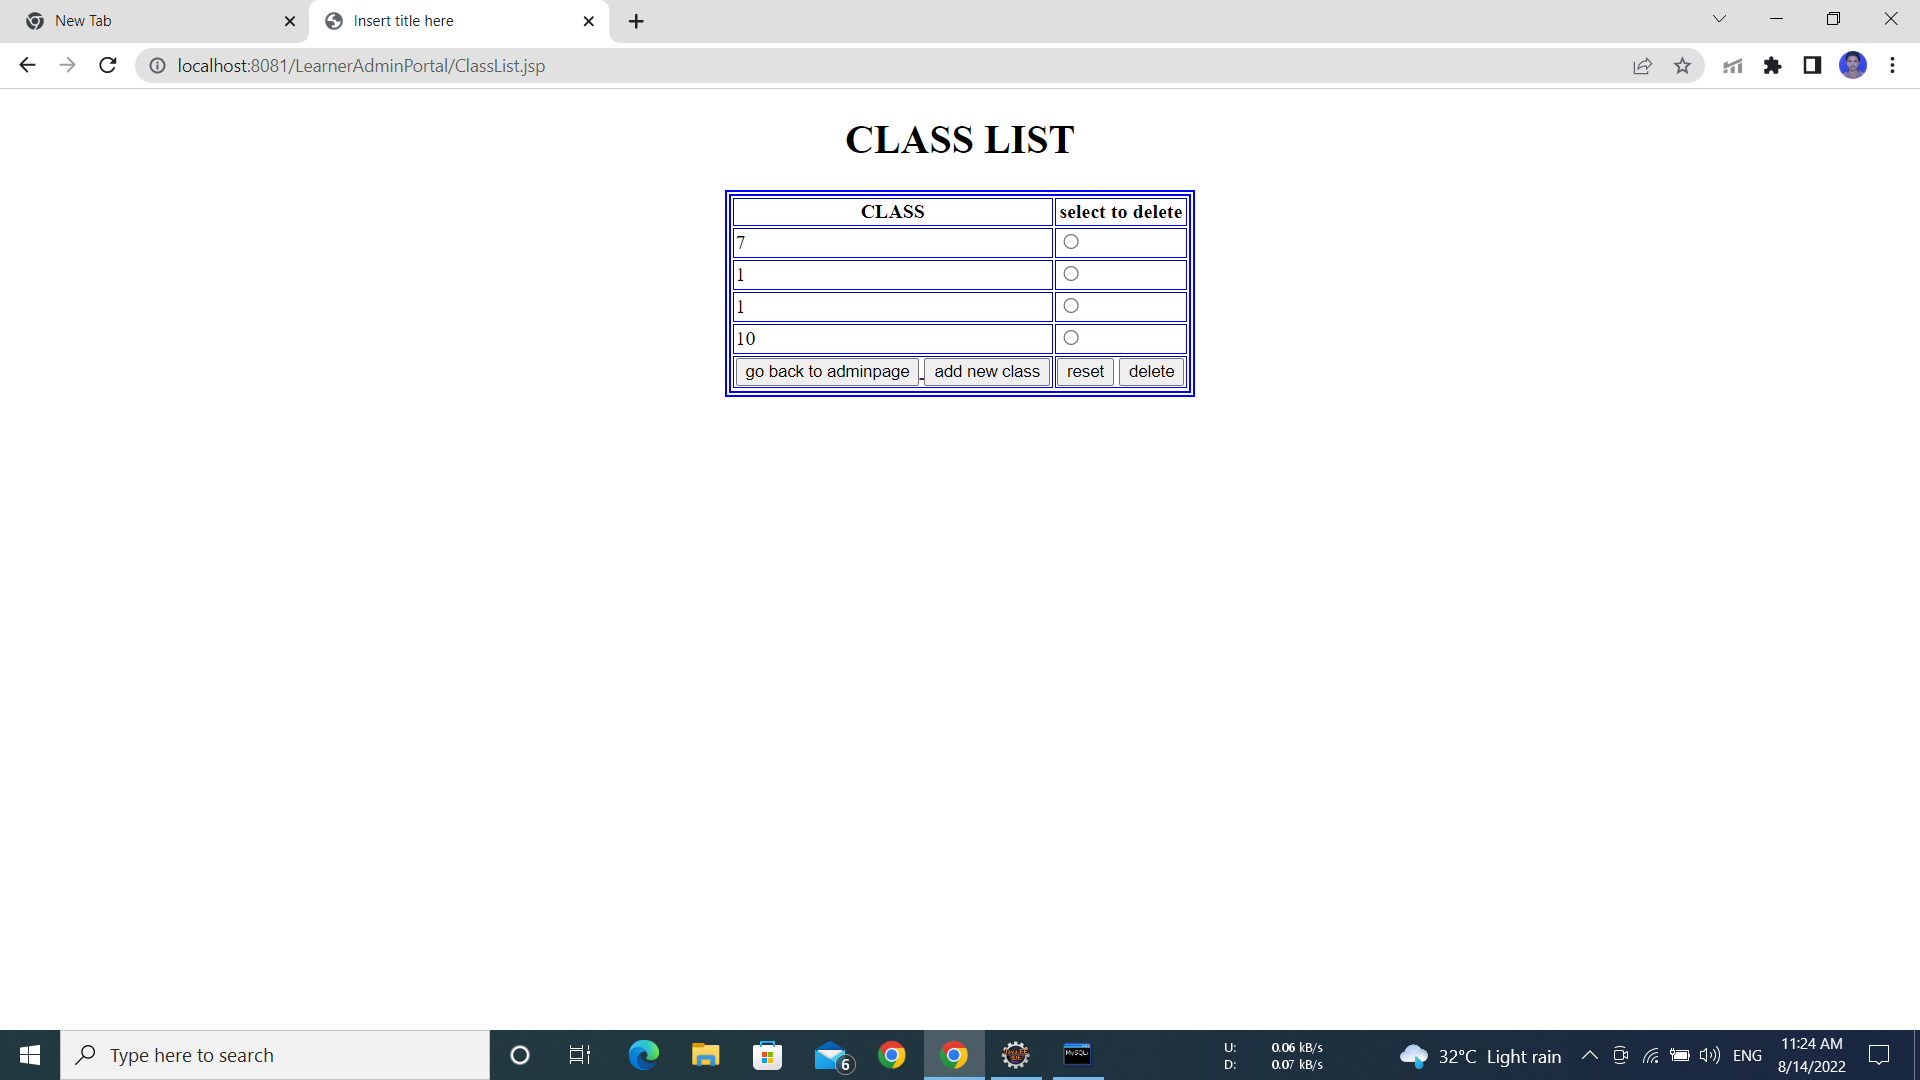 New Tab
Insert title here
localhost:8081/LearnerAdminPortal/ClassList.jsp
CLASS LIST
CLASS select to delete
7
1
1
10
go back to adminpage add new class reset delete
Type here to search
6
MySQL
U: 0.06 kB/s
D: 0.07 kB/s
32°C Light rain
ENG
11:24 AM
8/14/2022